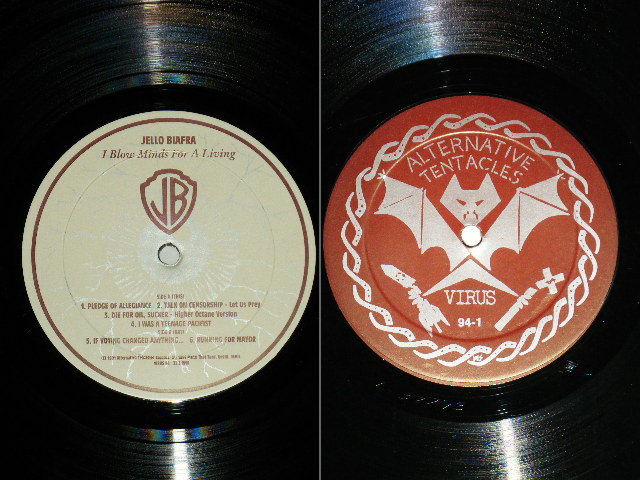 JELLO BIAFRA
I Blow Minds For A Living
JB
1. PLEDGE OF ALLEGIANCE 2. TALK ON CENSORSHIP - Let Us Prey
3. DIE FOR OIL, SUCKER - Higher Octane Version
4. I WAS A TEENAGE PACIFIST
5. IF VOTING CHANGED ANYTHING... 6. RUNNING FOR MAYOR
ALTERNATIVE
TENTACLES
VIRUS
94-1